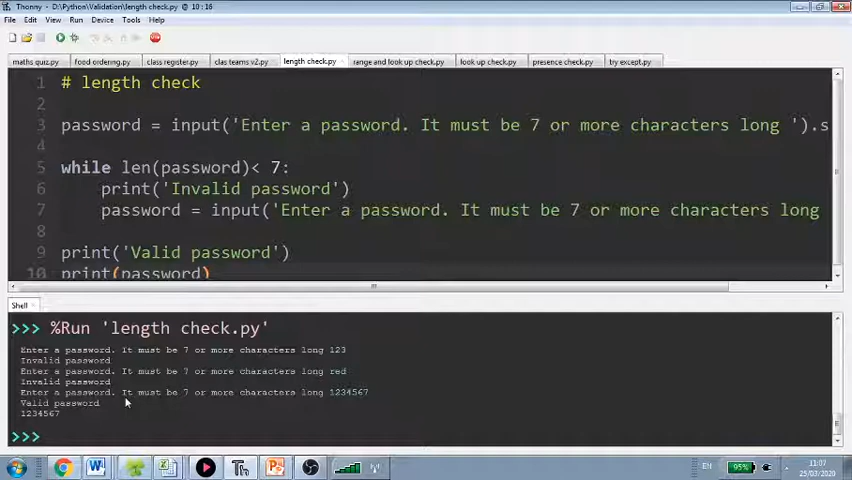 Thonny - D:\Python\Validation\length check.py @ 10 : 16
File Edit View Run Device Tools Help
maths quiz.py food ordering.py class register.py clas teams v2.py length check.py range and look up check.py look up check.py presence check.py try except.py
1 # length check
2
3 password = input('Enter a password. It must be 7 or more characters long ').s
4
5 while len(password)< 7:
6 print('Invalid password')
7 password = input('Enter a password. It must be 7 or more characters long
8
9 print('Valid password')
10 print(password)
Shell
>>> %Run 'length check.py'
Enter a password. It must be 7 or more characters long 123
Invalid password
Enter a password. It must be 7 or more characters long red
Invalid password
Enter a password. It must be 7 or more characters long 1234567
Valid password
1234567
>>>
EN 95% 11:07
25/03/2020